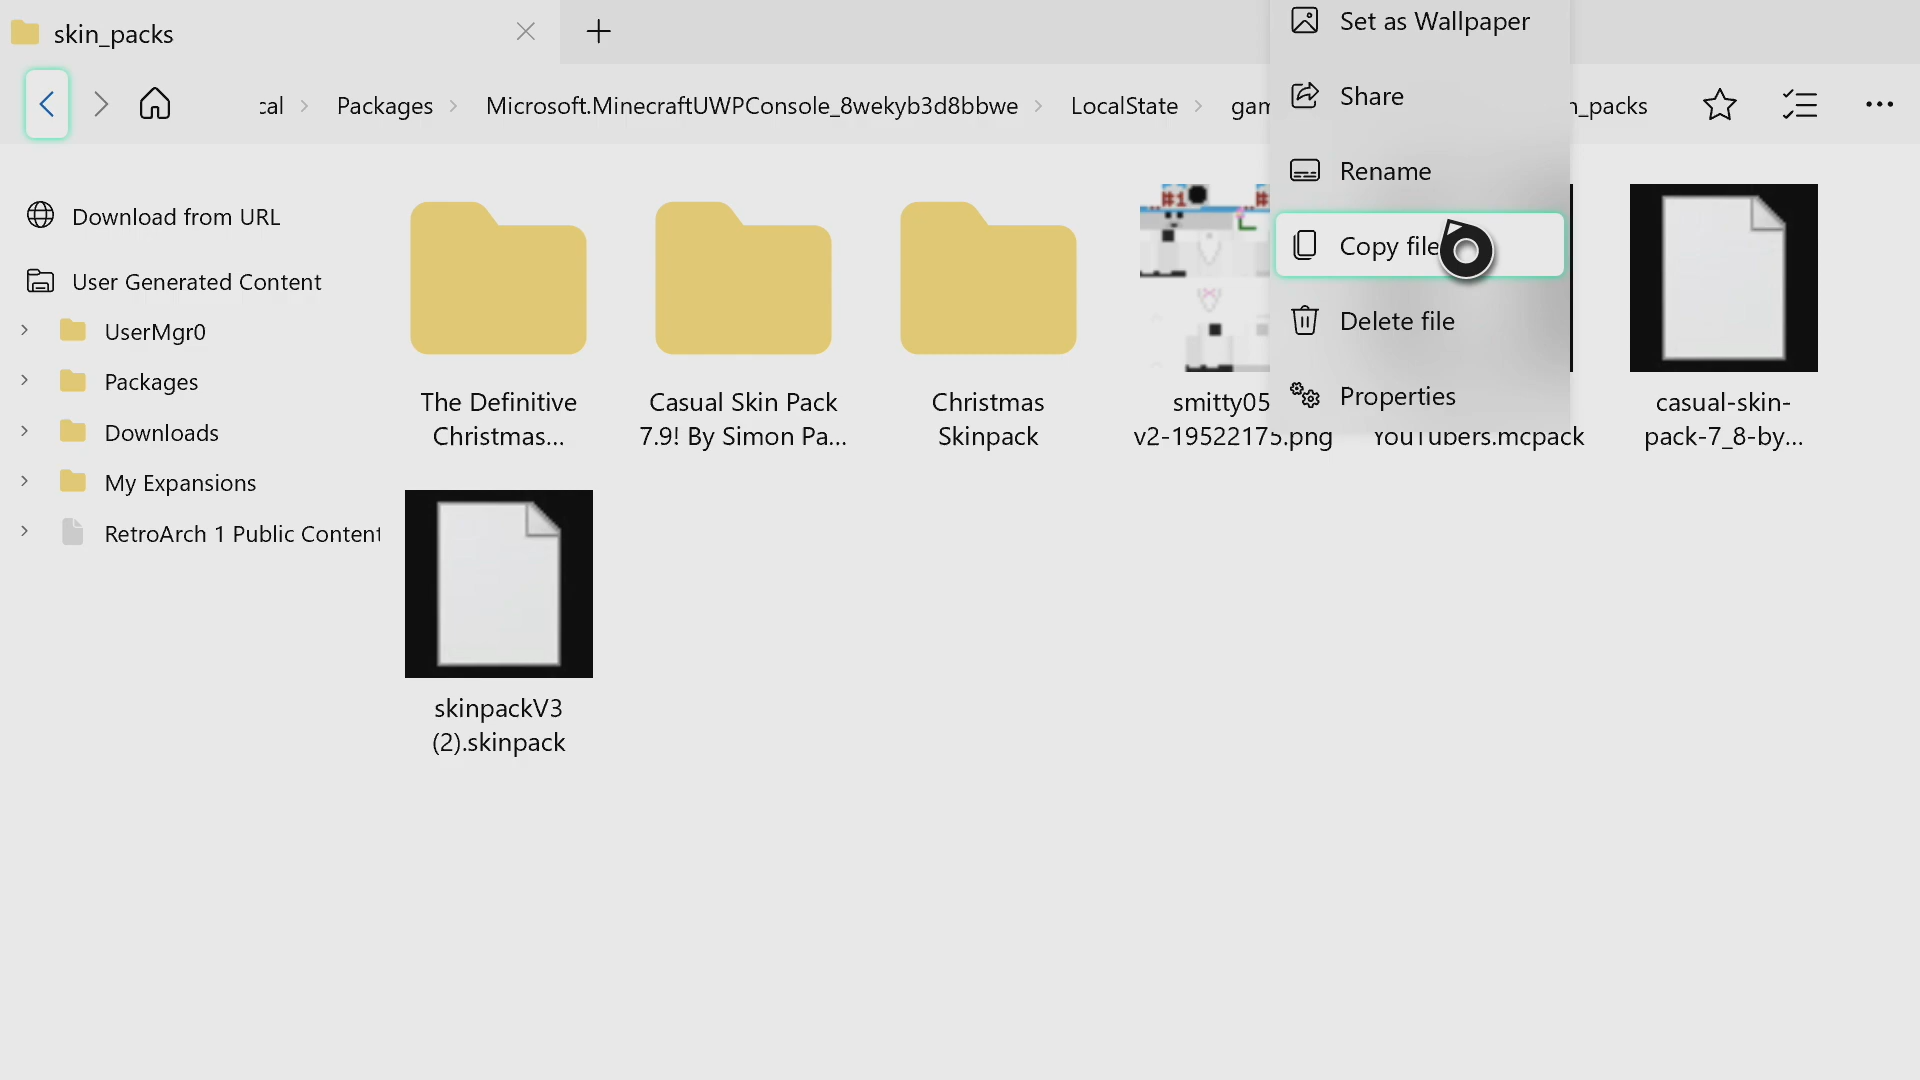 skin_packs
Set as Wallpaper
Share
Rename
Copy file
Delete file
Properties
cal
Packages
Microsoft.MinecraftUWPConsole_8wekyb3d8bbwe
LocalState
gam
n_packs
Download from URL
User Generated Content
UserMgr0
Packages
Downloads
My Expansions
RetroArch 1 Public Content
#1
The Definitive
Christmas...
Casual Skin Pack
7.9! By Simon Pa...
Christmas
Skinpack
smitty05
v2-19522175.png
YouTubers.mcpack
casual-skin-
pack-7_8-by...
skinpackV3
(2).skinpack